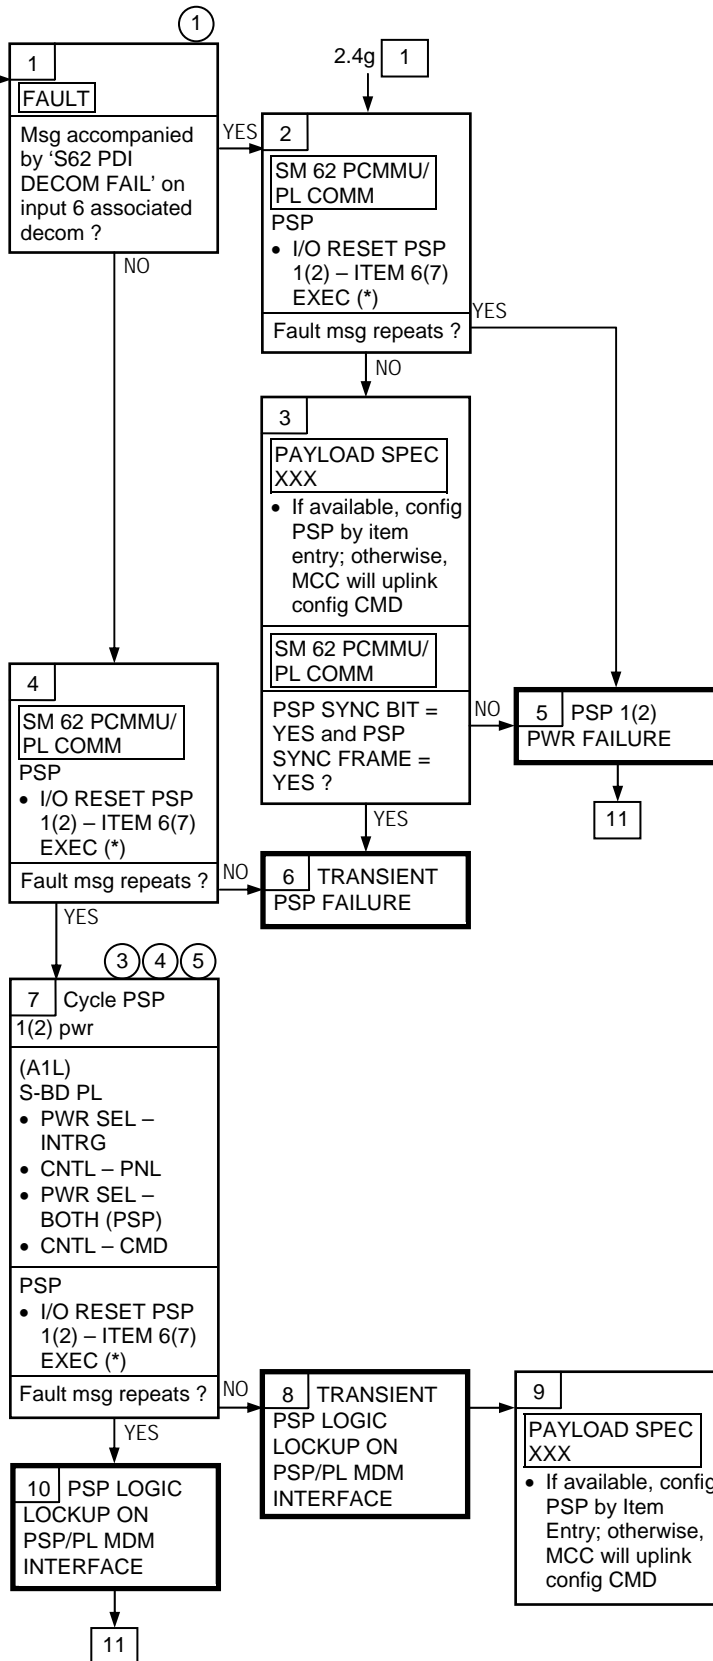 1
1
FAULT
Msg accompanied
by ‘S62 PDI
DECOM FAIL’ on
input 6 associated
decom ?
YES
NO
2.4g 1
2
SM 62 PCMMU/
PL COMM
PSP
• I/O RESET PSP
1(2) – ITEM 6(7)
EXEC (*)
Fault msg repeats ?
YES
NO
3
PAYLOAD SPEC
XXX
• If available, config
PSP by item
entry; otherwise,
MCC will uplink
config CMD
SM 62 PCMMU/
PL COMM
PSP SYNC BIT =
YES and PSP
SYNC FRAME =
YES ?
NO
YES
4
SM 62 PCMMU/
PL COMM
PSP
• I/O RESET PSP
1(2) – ITEM 6(7)
EXEC (*)
Fault msg repeats ?
NO
YES
5 PSP 1(2)
PWR FAILURE
11
6 TRANSIENT
PSP FAILURE
3 4 5
7 Cycle PSP
1(2) pwr
(A1L)
S-BD PL
• PWR SEL –
INTRG
• CNTL – PNL
• PWR SEL –
BOTH (PSP)
• CNTL – CMD
PSP
• I/O RESET PSP
1(2) – ITEM 6(7)
EXEC (*)
Fault msg repeats ?
NO
YES
8 TRANSIENT
PSP LOGIC
LOCKUP ON
PSP/PL MDM
INTERFACE
9
PAYLOAD SPEC
XXX
• If available, config
PSP by Item
Entry; otherwise,
MCC will uplink
config CMD
10 PSP LOGIC
LOCKUP ON
PSP/PL MDM
INTERFACE
11